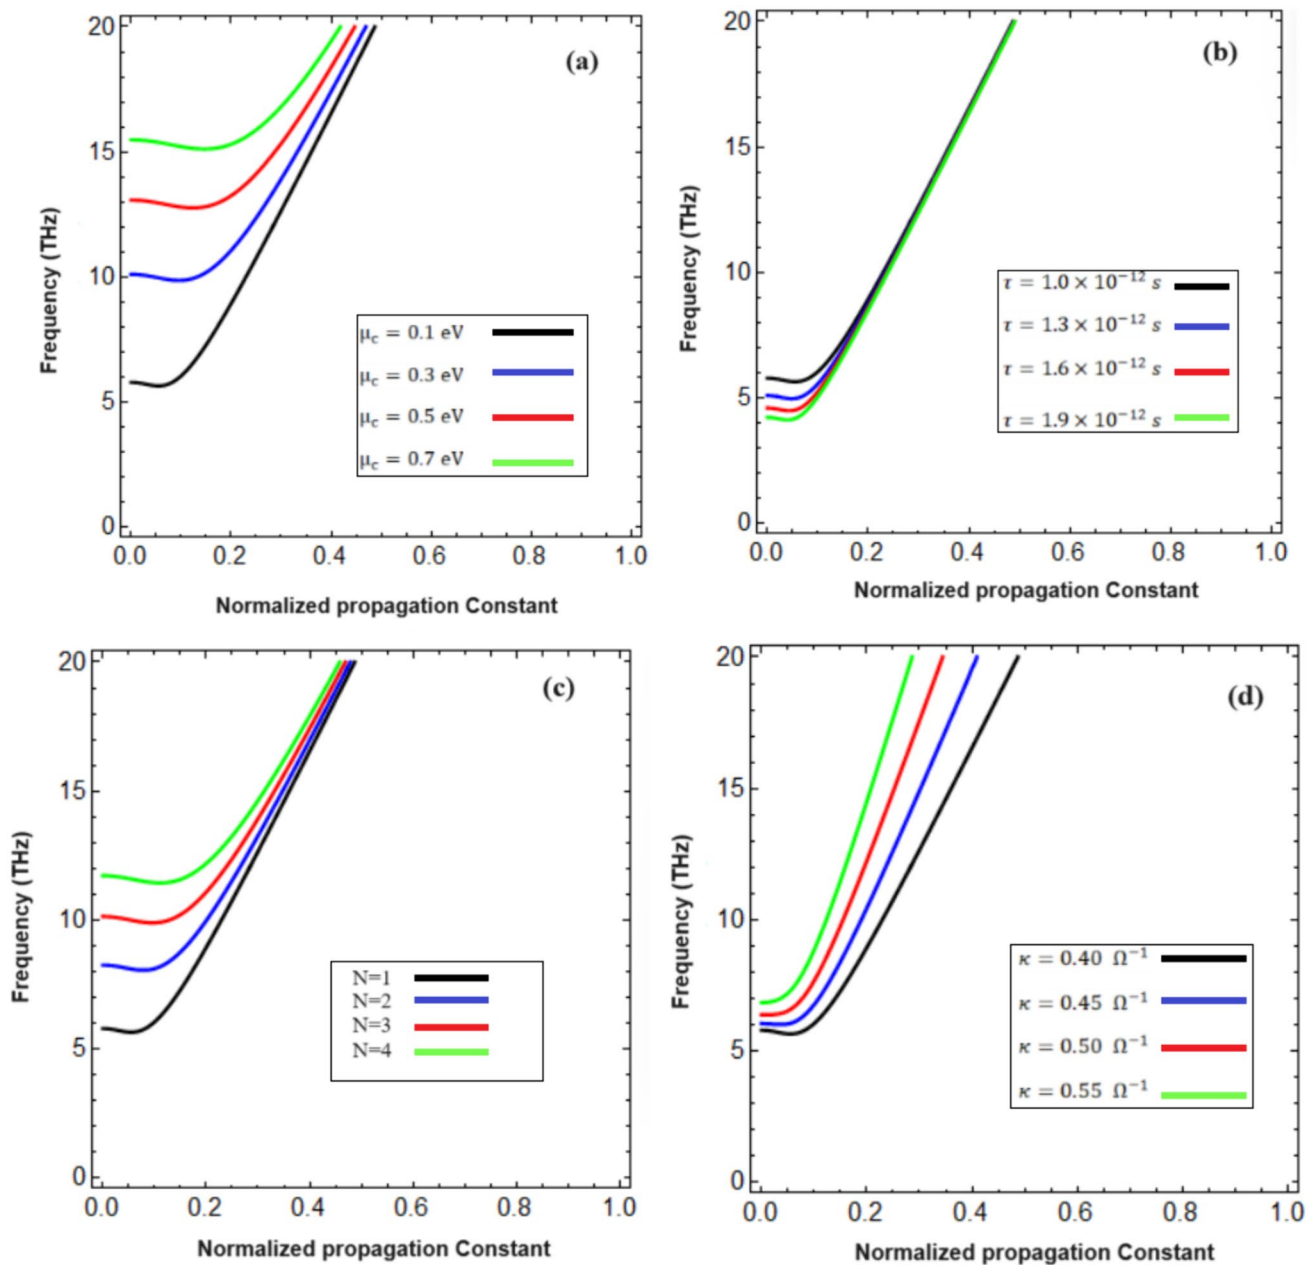 (a)
20
15
10
5
0
Frequency (THz)
μc = 0.1 eV
μc = 0.3 eV
μc = 0.5 eV
μc = 0.7 eV
0.0 0.2 0.4 0.6 0.8 1.0
Normalized propagation Constant
(b)
20
15
10
5
0
Frequency (THz)
τ = 1.0 × 10⁻¹² s
τ = 1.3 × 10⁻¹² s
τ = 1.6 × 10⁻¹² s
τ = 1.9 × 10⁻¹² s
0.0 0.2 0.4 0.6 0.8 1.0
Normalized propagation Constant
(c)
20
15
10
5
0
Frequency (THz)
N=1
N=2
N=3
N=4
0.0 0.2 0.4 0.6 0.8 1.0
Normalized propagation Constant
(d)
20
15
10
5
0
Frequency (THz)
κ = 0.40 Ω⁻¹
κ = 0.45 Ω⁻¹
κ = 0.50 Ω⁻¹
κ = 0.55 Ω⁻¹
0.0 0.2 0.4 0.6 0.8 1.0
Normalized propagation Constant